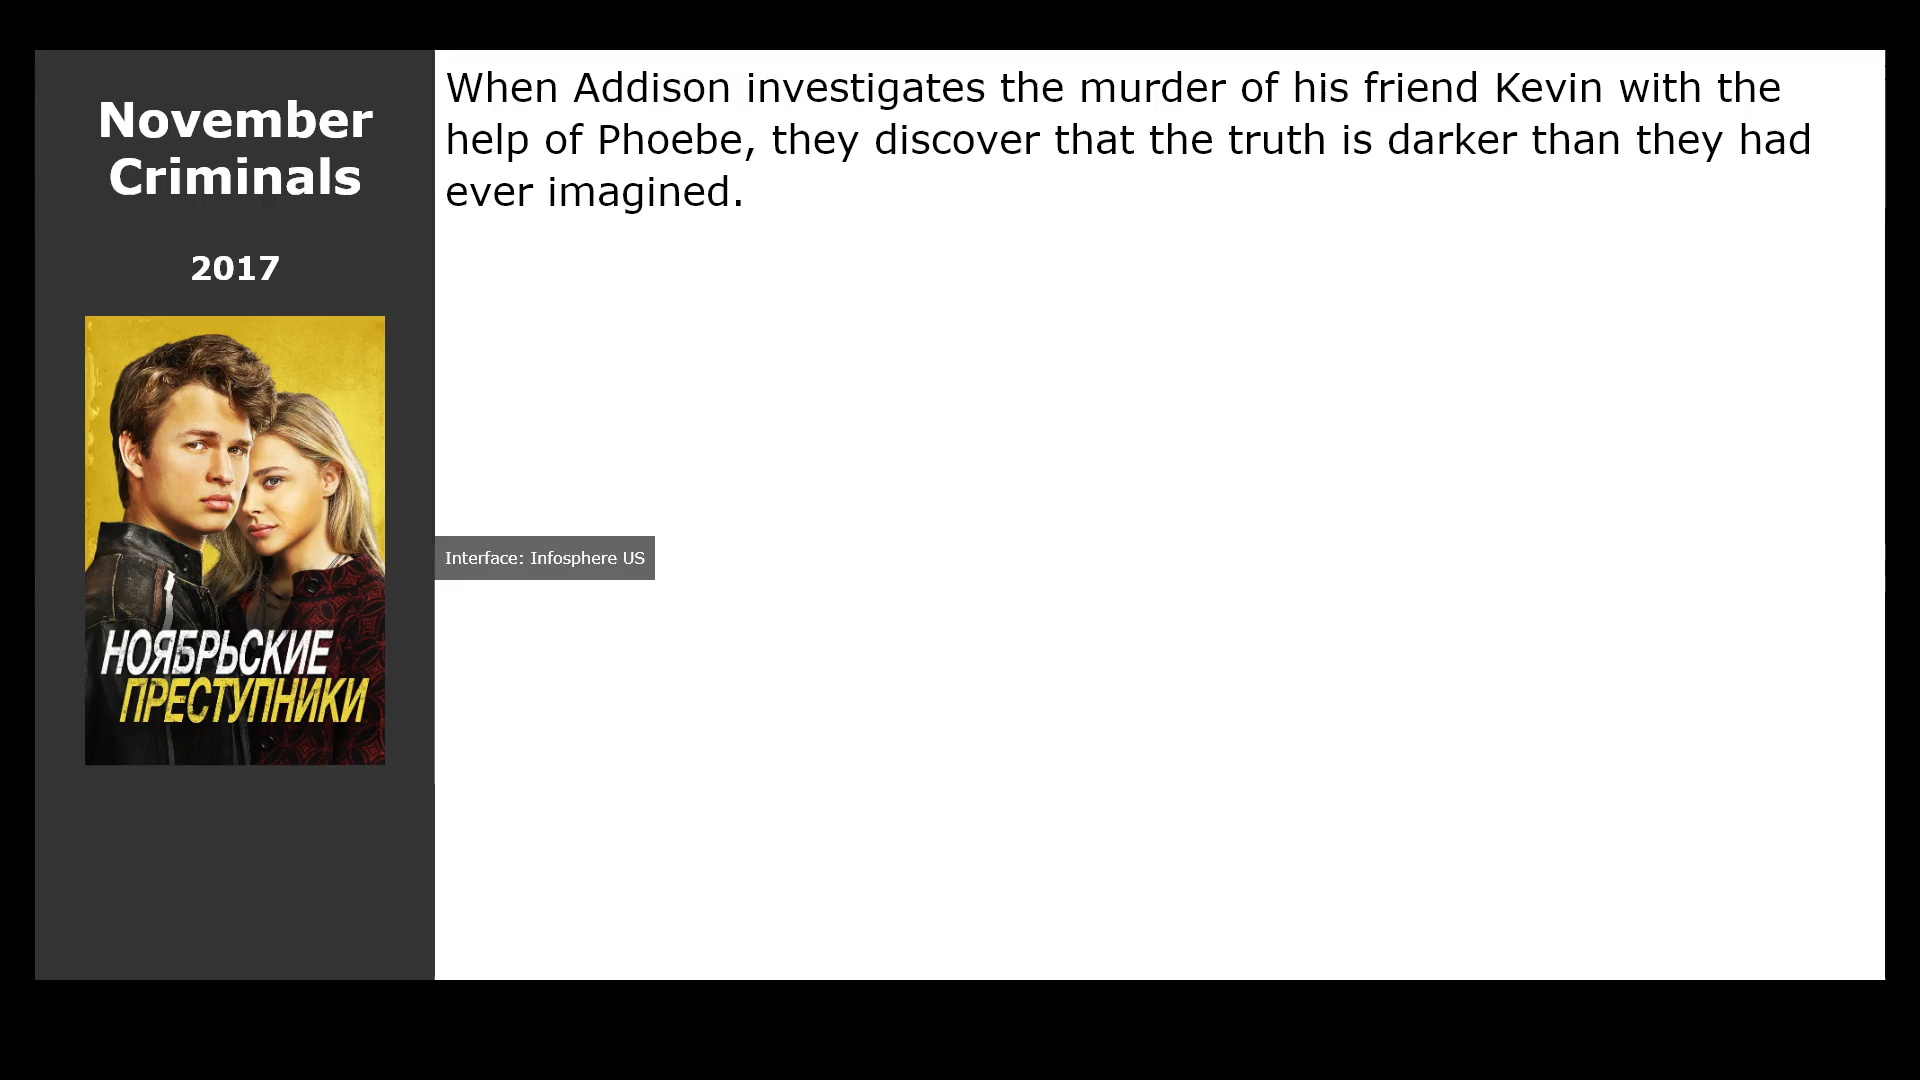 November
Criminals
2017
НОЯБРЬСКИЕ
ПРЕСТУПНИКИ
When Addison investigates the murder of his friend Kevin with the
help of Phoebe, they discover that the truth is darker than they had
ever imagined.
Interface: Infosphere US